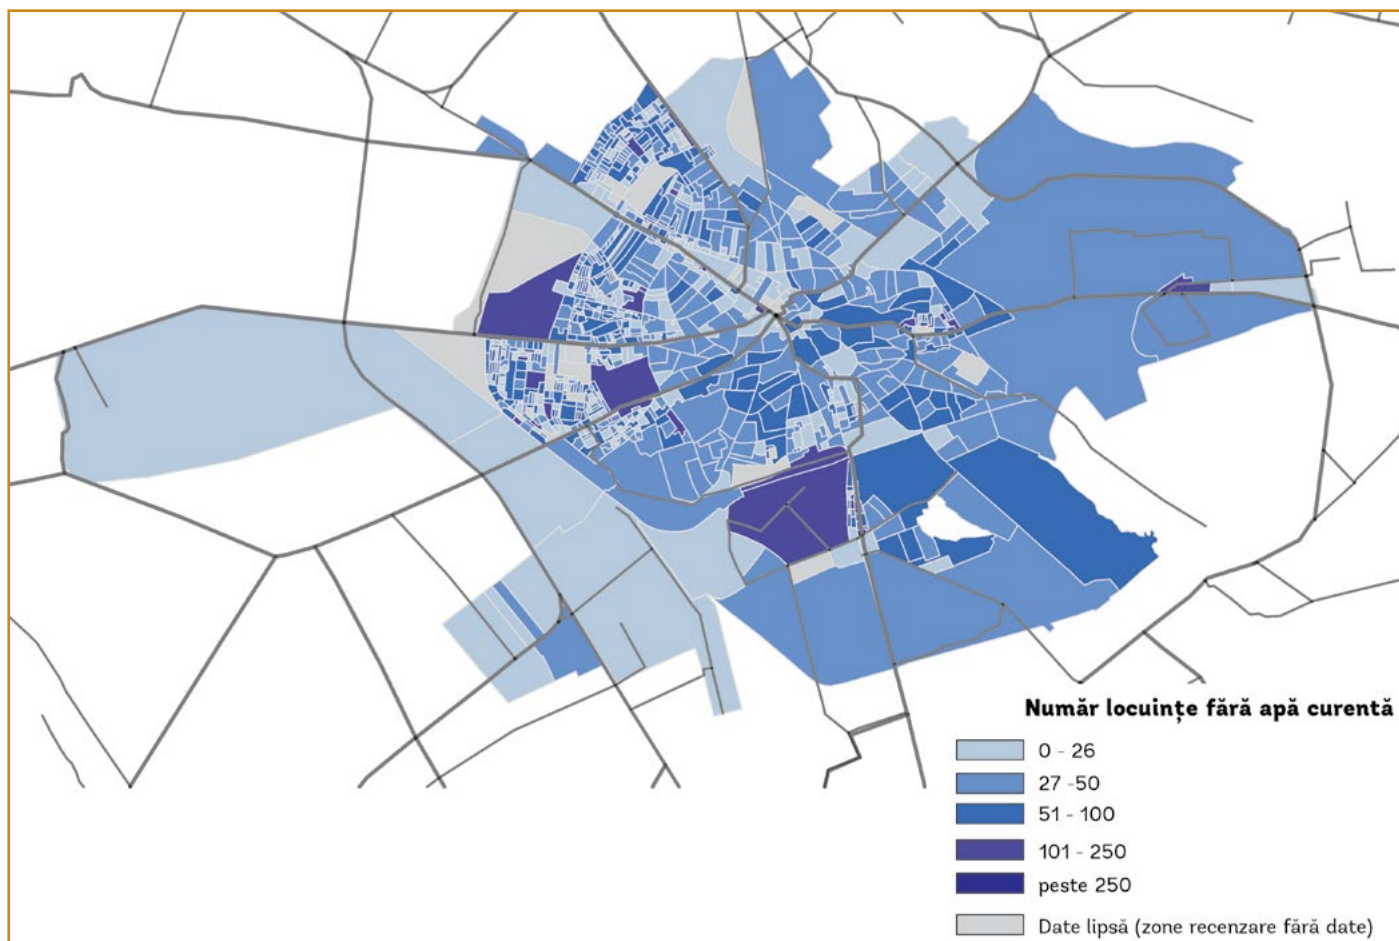 Număr locuințe fără apă curentă
0 - 26
27 -50
51 - 100
101 - 250
peste 250
Date lipsă (zone recenzare fără date)